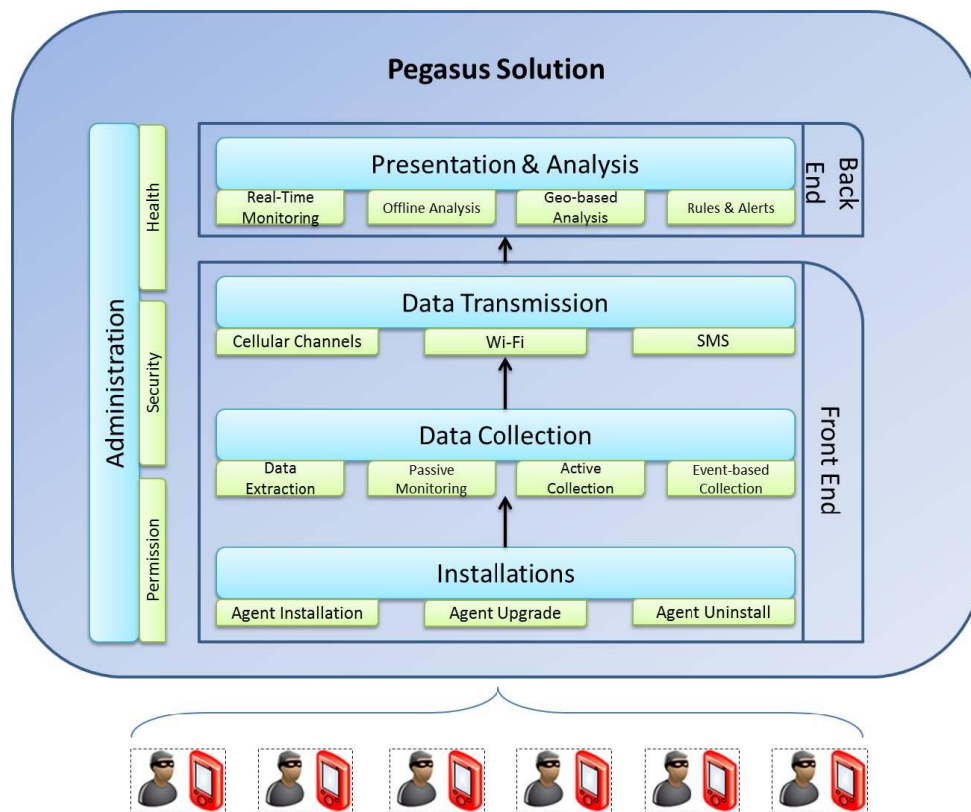 Pegasus Solution
Administration
Health
Security
Permission
Presentation & Analysis
Real-Time
Monitoring
Offline Analysis
Geo-based
Analysis
Rules & Alerts
Back
End
Data Transmission
Cellular Channels
Wi-Fi
SMS
Data Collection
Data
Extraction
Passive
Monitoring
Active
Collection
Event-based
Collection
Installations
Agent Installation
Agent Upgrade
Agent Uninstall
Front End